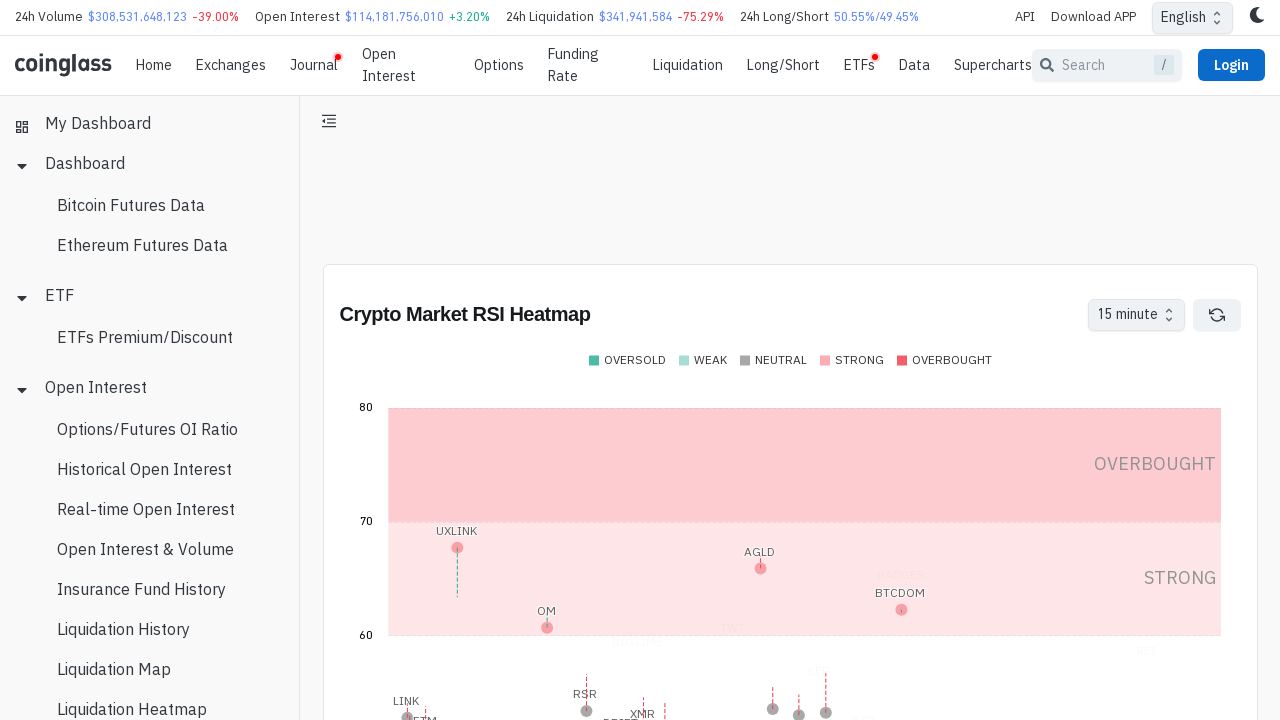 24h Volume $308,531,648,123 -39.00% Open Interest $114,181,756,010 +3.20% 24h Liquidation $341,941,584 -75.29% 24h Long/Short 50.55%/49.45% API Download APP English
coinglass Home Exchanges Journal Open Interest Options Funding Rate Liquidation Long/Short ETFs Data Supercharts Search / Login
My Dashboard
Dashboard
Bitcoin Futures Data
Ethereum Futures Data
ETF
ETFs Premium/Discount
Open Interest
Options/Futures OI Ratio
Historical Open Interest
Real-time Open Interest
Open Interest & Volume
Insurance Fund History
Liquidation History
Liquidation Map
Liquidation Heatmap
Crypto Market RSI Heatmap 15 minute
OVERSOLD WEAK NEUTRAL STRONG OVERBOUGHT
80
OVERBOUGHT
70
UXLINK
AGLD
STRONG
BTCDOM
OM
60
RSR
LINK
XMR